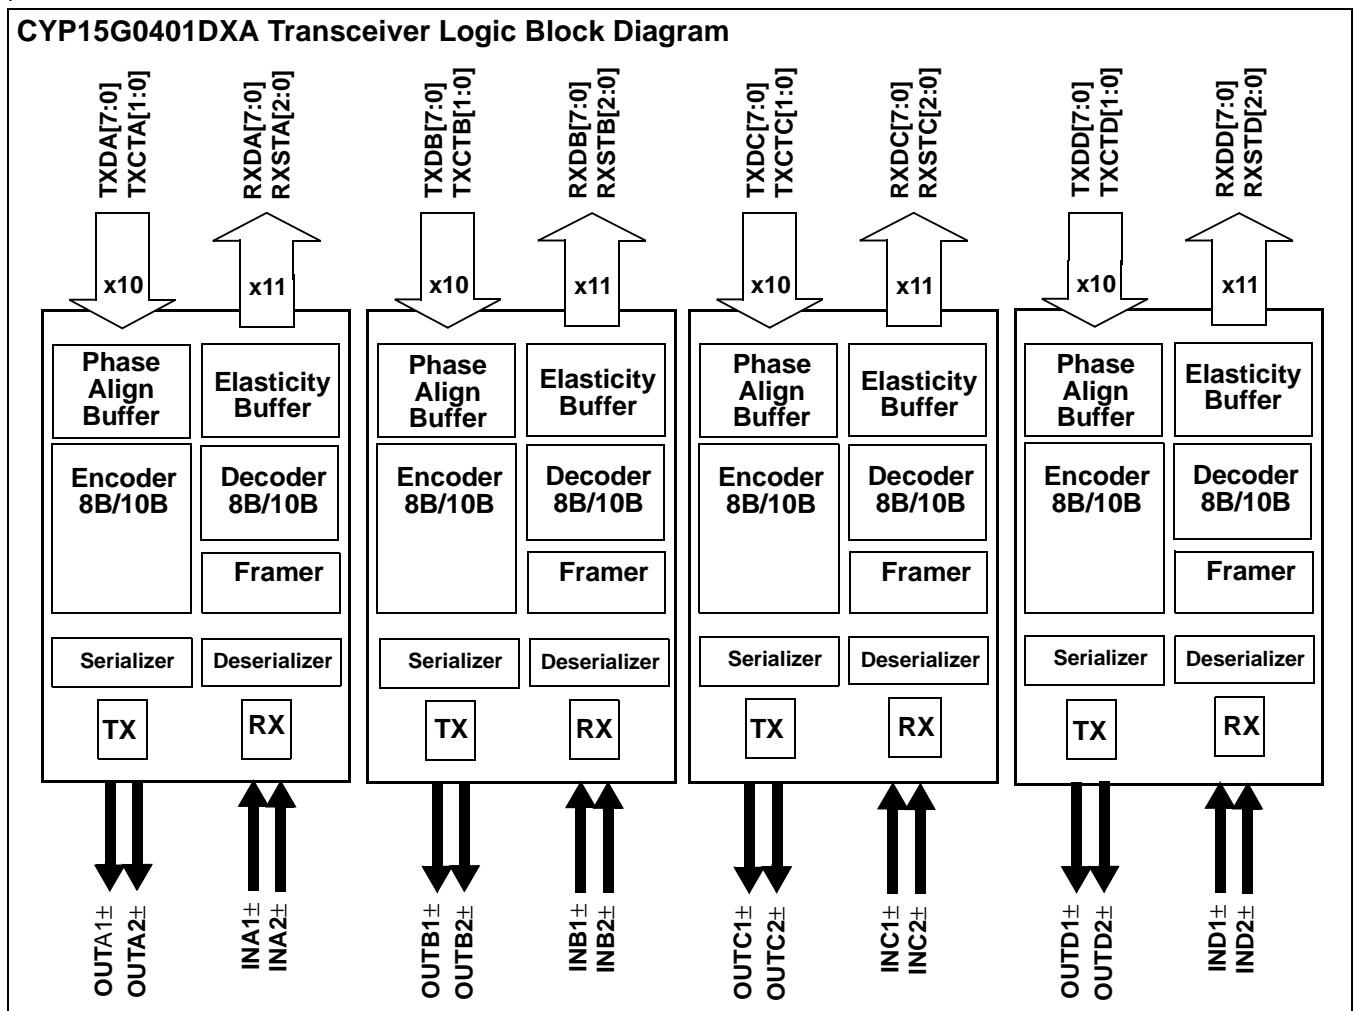 CYP15G0401DXA Transceiver Logic Block Diagram
TXDA[7:0]
TXCTA[1:0]
RXDA[7:0]
RXSTA[2:0]
TXDB[7:0]
TXCTB[1:0]
RXDB[7:0]
RXSTB[2:0]
TXDC[7:0]
TXCTC[1:0]
RXDC[7:0]
RXSTC[2:0]
TXDD[7:0]
TXCTD[1:0]
RXDD[7:0]
RXSTD[2:0]
x10
x11
x10
x11
x10
x11
x10
x11
Phase
Align
Buffer
Elasticity
Buffer
Encoder
8B/10B
Decoder
8B/10B
Framer
Serializer
Deserializer
TX
RX
Phase
Align
Buffer
Elasticity
Buffer
Encoder
8B/10B
Decoder
8B/10B
Framer
Serializer
Deserializer
TX
RX
Phase
Align
Buffer
Elasticity
Buffer
Encoder
8B/10B
Decoder
8B/10B
Framer
Serializer
Deserializer
TX
RX
Phase
Align
Buffer
Elasticity
Buffer
Encoder
8B/10B
Decoder
8B/10B
Framer
Serializer
Deserializer
TX
RX
OUTA1±
OUTA2±
INA1±
INA2±
OUTB1±
OUTB2±
INB1±
INB2±
OUTC1±
OUTC2±
INC1±
INC2±
OUTD1±
OUTD2±
IND1±
IND2±